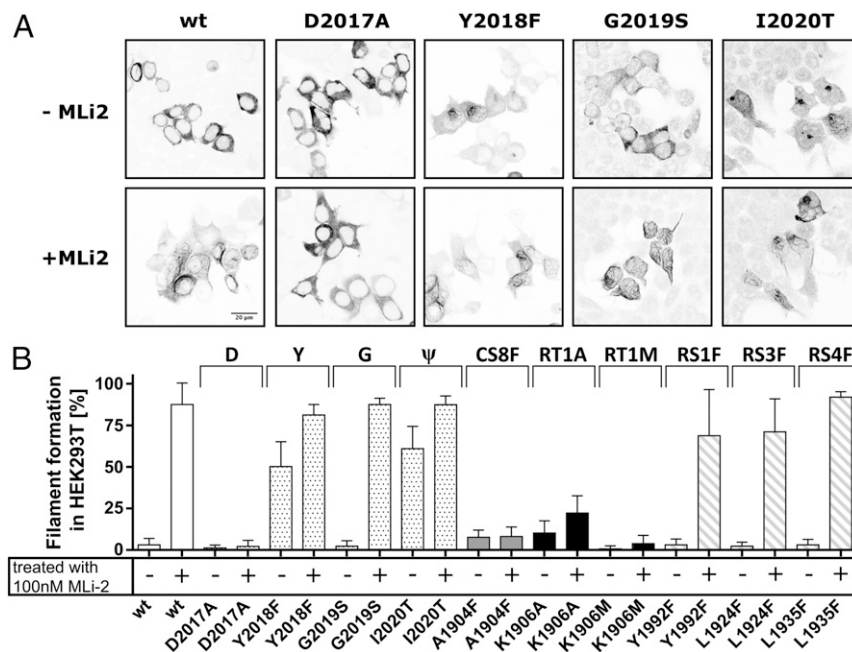 A
wt D2017A Y2018F G2019S I2020T
- MLi2
+MLi2
20 µm
B
D Y G ψ CS8F RT1A RT1M RS1F RS3F RS4F
Filament formation
in HEK293T [%]
100
75
50
25
0
treated with
100nM MLi-2
- + - + - + - + - + - + - + - + - + - + - +
wt wt D2017A D2017A Y2018F Y2018F G2019S G2019S I2020T I2020T A1904F A1904F K1906A K1906A K1906M K1906M Y1992F Y1992F L1924F L1924F L1935F L1935F